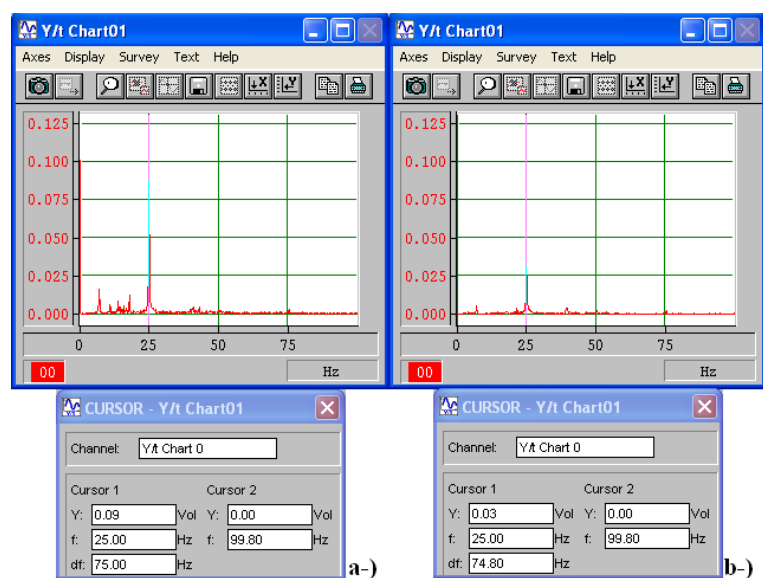 Y/t Chart01
Axes Display Survey Text Help
0.125
0.100
0.075
0.050
0.025
0.000
0 25 50 75
00 Hz
CURSOR - Y/t Chart01
Channel: Y/t Chart 0
Cursor 1 Cursor 2
Y: 0.09 Vol Y: 0.00 Vol
f: 25.00 Hz f: 99.80 Hz
df: 75.00 Hz
a-)
Y/t Chart01
Axes Display Survey Text Help
0.125
0.100
0.075
0.050
0.025
0.000
0 25 50 75
00 Hz
CURSOR - Y/t Chart01
Channel: Y/t Chart 0
Cursor 1 Cursor 2
Y: 0.03 Vol Y: 0.00 Vol
f: 25.00 Hz f: 99.80 Hz
df: 74.80 Hz
b-)